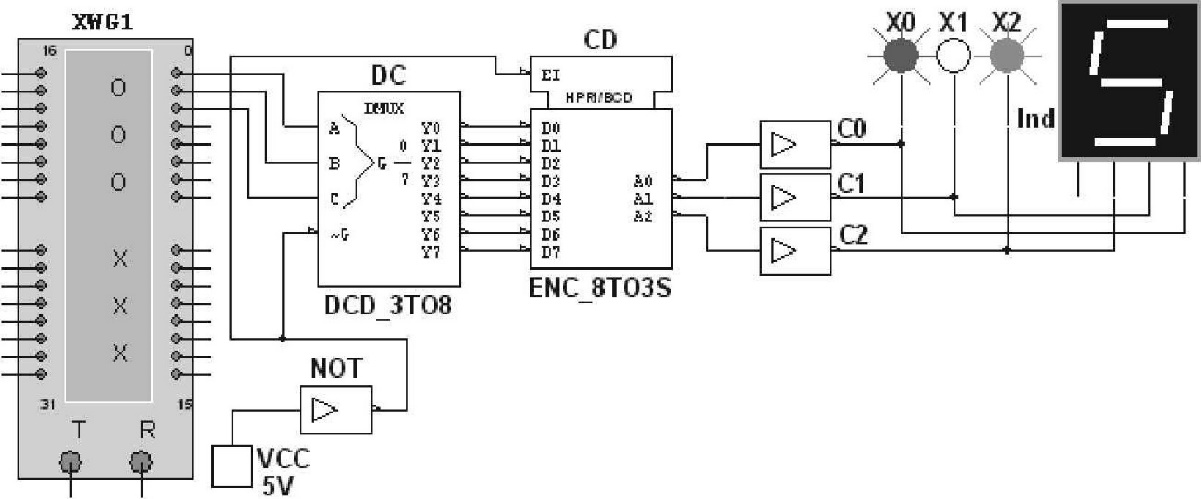 XWG1
16 0
O
O
O
X
X
X
31 15
T R
DC
DMUX
A
B
C
~G
G 0
7
Y0
Y1
Y2
Y3
Y4
Y5
Y6
Y7
DCD_3TO8
NOT
VCC
5V
CD
EI
HPRI/BCD
D0
D1
D2
D3
D4
D5
D6
D7
A0
A1
A2
ENC_8TO3S
C0
C1
C2
X0 X1 X2
Ind
5